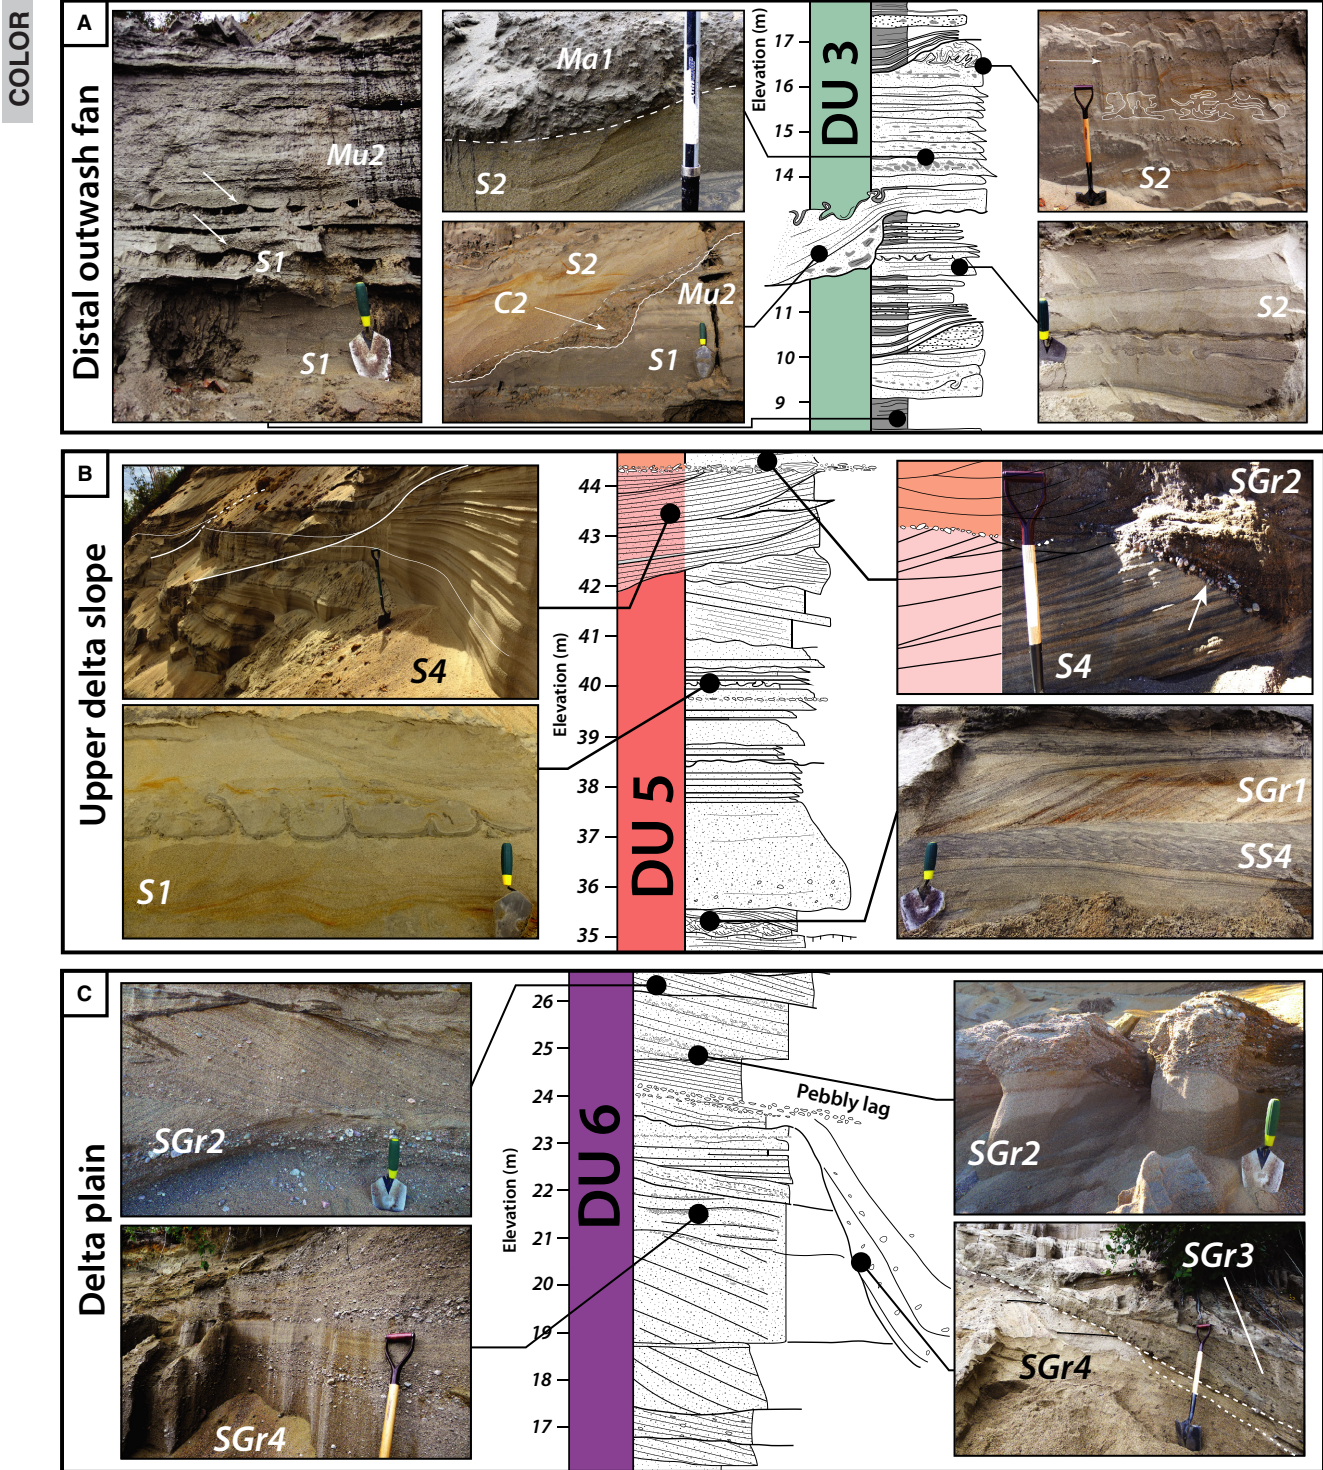 COLOR
A
Distal outwash fan
Mu2
S1
S1
Ma1
S2
S2
C2
Mu2
S1
Elevation (m)
DU 3
17
16
15
14
11
10
9
S2
S2
B
Upper delta slope
S4
S1
Elevation (m)
DU 5
44
43
42
41
40
39
38
37
36
35
SGr2
S4
SGr1
SS4
C
Delta plain
SGr2
SGr4
Elevation (m)
DU 6
26
25
24
23
22
21
20
19
18
17
Pebbly lag
SGr2
SGr3
SGr4